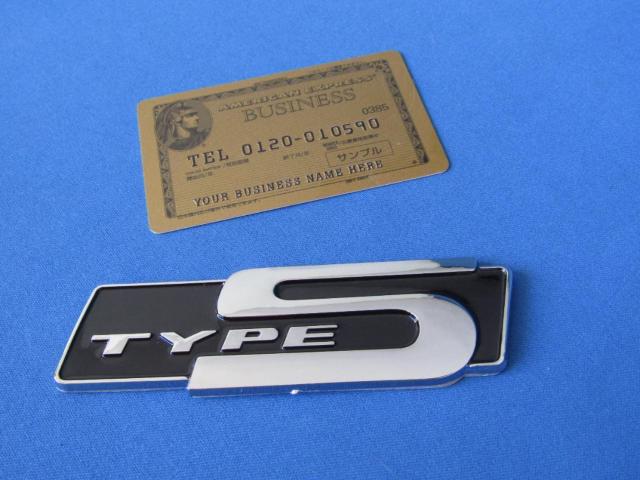 AMERICAN EXPRESS
BUSINESS
0385
TEL 0120-010590
サンプル
YOUR BUSINESS NAME HERE
TYPE S